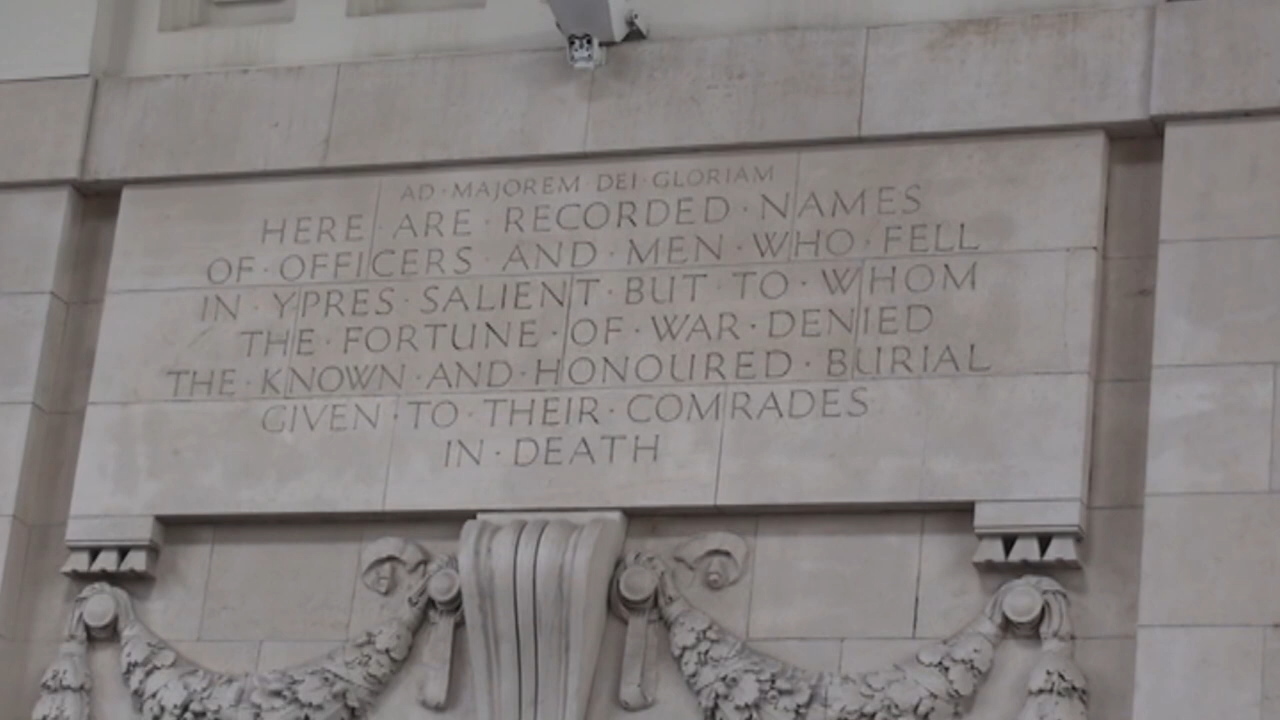 AD·MAJOREM DEI·GLORIAM
HERE·ARE·RECORDED·NAMES
OF·OFFICERS·AND·MEN·WHO·FELL
IN·YPRES·SALIENT·BUT·TO·WHOM
THE·FORTUNE·OF·WAR·DENIED
THE·KNOWN·AND·HONOURED·BURIAL
GIVEN·TO·THEIR·COMRADES
IN·DEATH